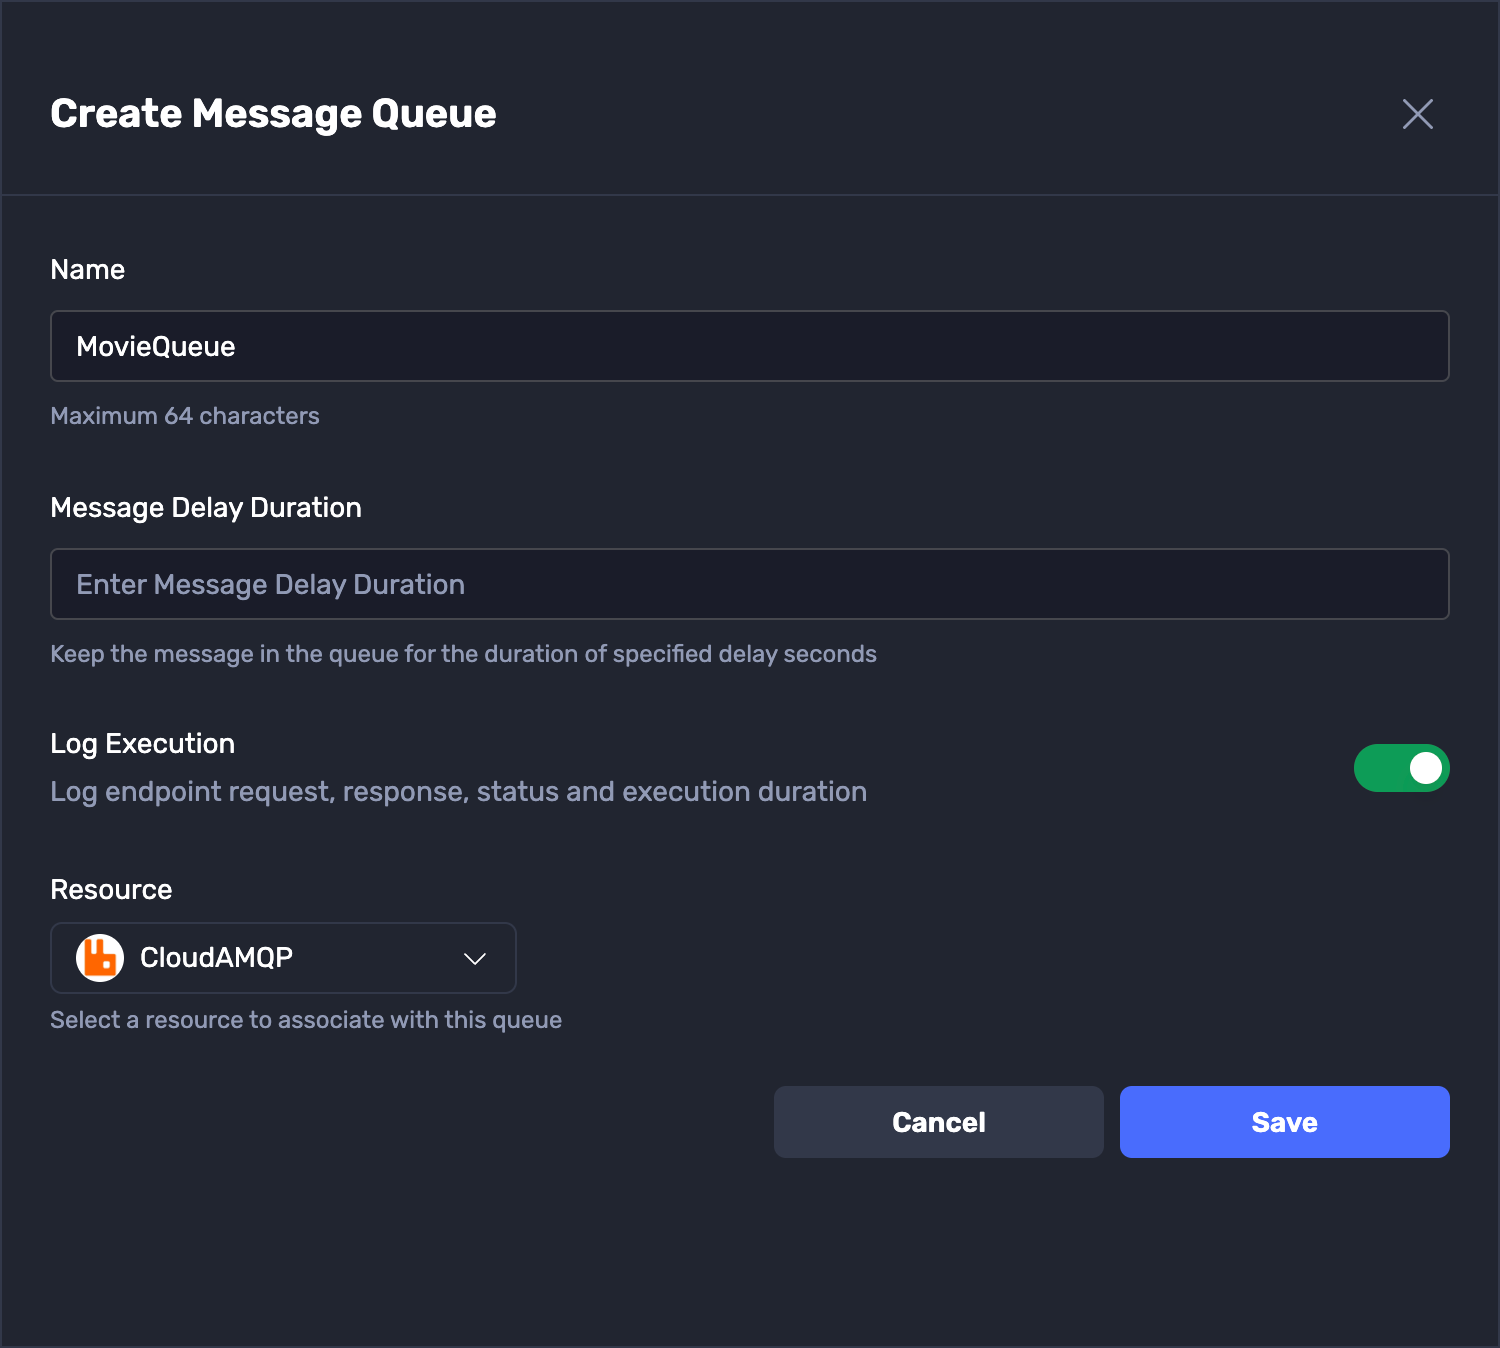 Create Message Queue
Name
MovieQueue
Maximum 64 characters
Message Delay Duration
Enter Message Delay Duration
Keep the message in the queue for the duration of specified delay seconds
Log Execution
Log endpoint request, response, status and execution duration
Resource
CloudAMQP
Select a resource to associate with this queue
Cancel
Save